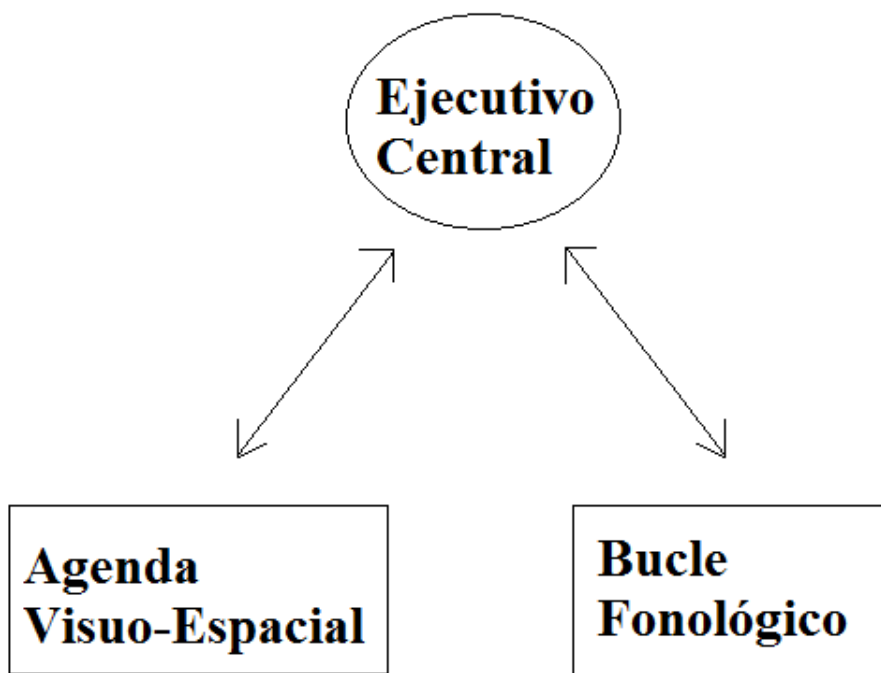 Ejecutivo
Central
Agenda
Visuo-Espacial
Bucle
Fonológico